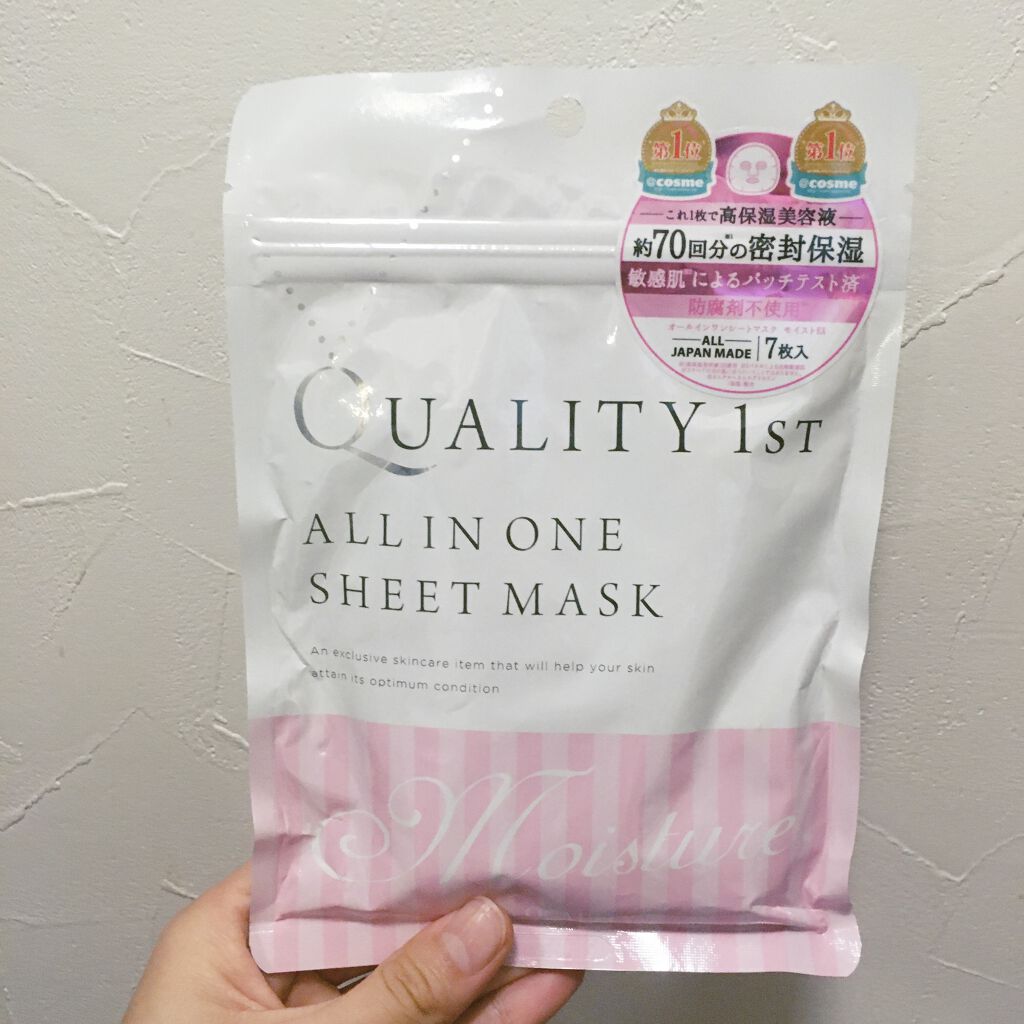 第1位
@cosme
第1位
@cosme
これ1枚で高保湿美容液
約70回分の密封保湿
敏感肌によるパッチテスト済
防腐剤不使用
オールインワンシートマスク モイストEX
ALL
JAPAN MADE
7枚入
QUALITY 1ST
ALL IN ONE
SHEET MASK
An exclusive skincare item that will help your skin
attain its optimum condition
Moisture